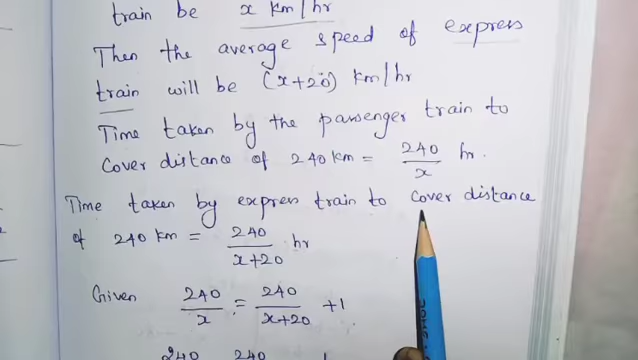 train be x km/hr
Then the average speed of express
train will be (x+20) km/hr
Time taken by the passenger train to
cover distance of 240 km = 240/x hr.
Time taken by express train to cover distance
of 240 km = 240/x+20 hr
Given 240/x = 240/x+20 +1
240 240